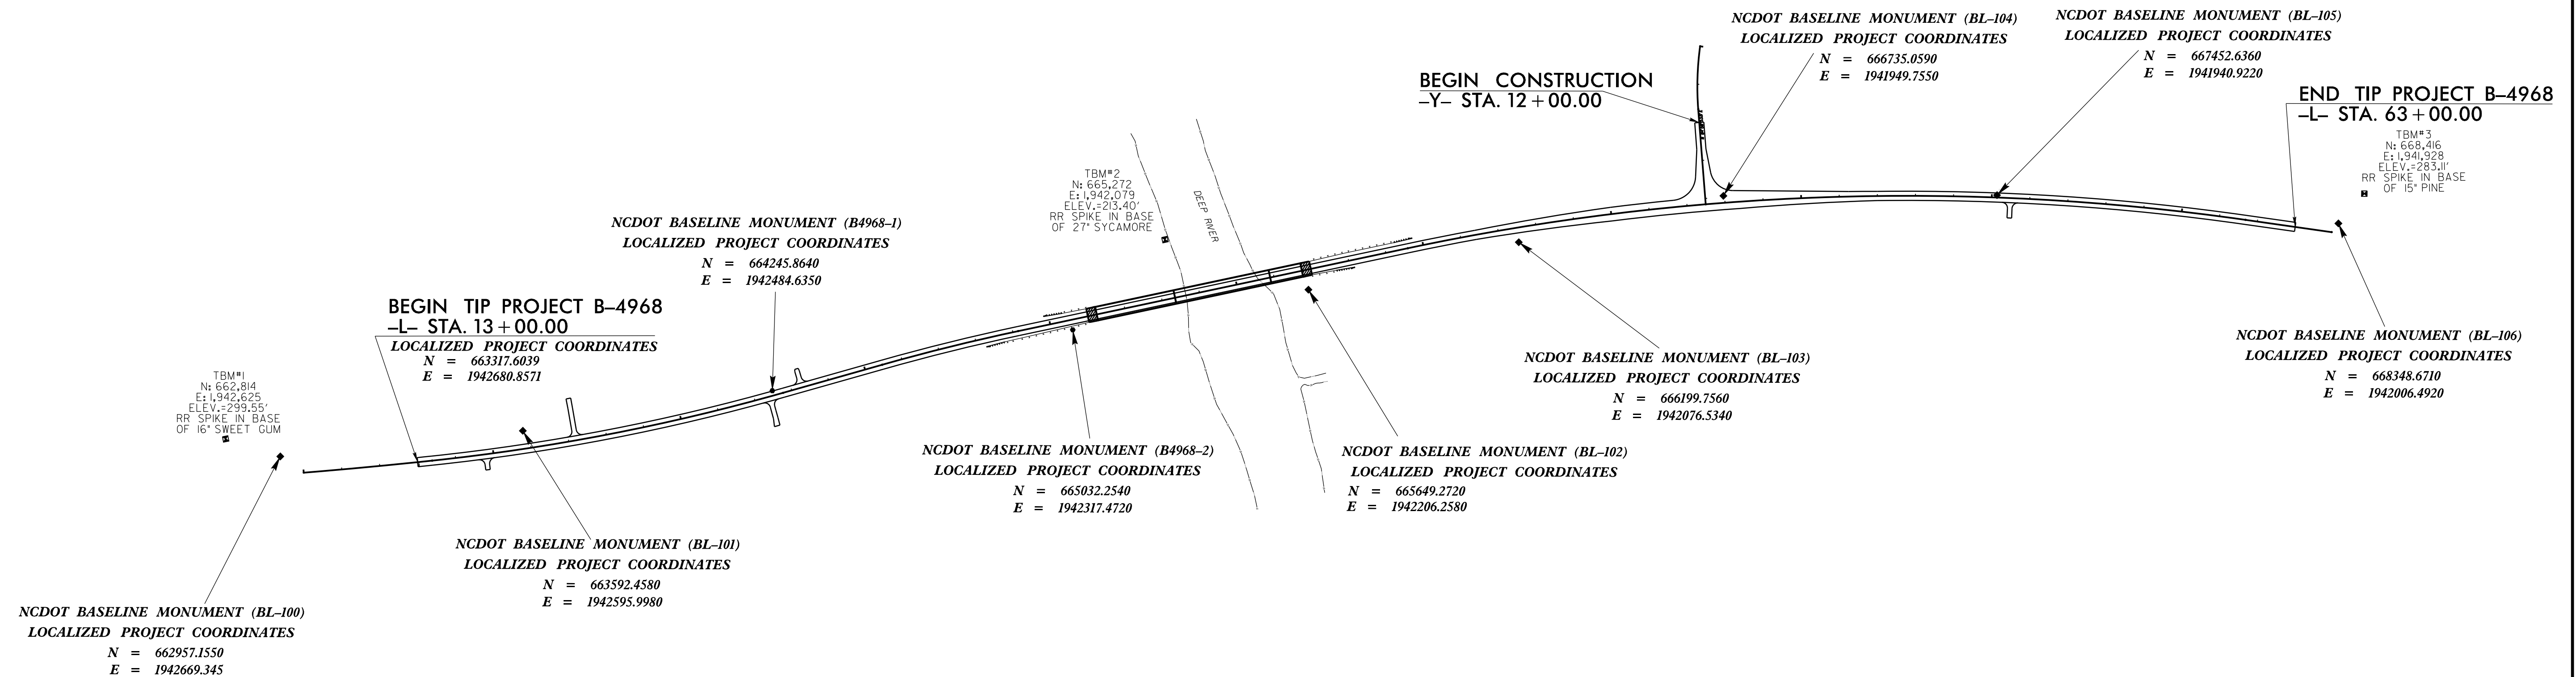 NCDOT BASELINE MONUMENT (BL-104)
LOCALIZED PROJECT COORDINATES
N = 666735.0590
E = 1941949.7550
NCDOT BASELINE MONUMENT (BL-105)
LOCALIZED PROJECT COORDINATES
N = 667452.6360
E = 1941940.9220
BEGIN CONSTRUCTION
-Y- STA. 12+00.00
END TIP PROJECT B-4968
-L- STA. 63+00.00
TBM#3
N: 668,416
E: 1,941,928
ELEV.=283.11'
RR SPIKE IN BASE
OF 15" PINE
TBM#2
N: 665,272
E: 1,942,079
ELEV.=213.40'
RR SPIKE IN BASE
OF 27" SYCAMORE
DEEP RIVER
NCDOT BASELINE MONUMENT (B4968-1)
LOCALIZED PROJECT COORDINATES
N = 664245.8640
E = 1942484.6350
BEGIN TIP PROJECT B-4968
-L- STA. 13+00.00
LOCALIZED PROJECT COORDINATES
N = 663317.6039
E = 1942680.8571
TBM#1
N: 662,814
E: 1,942,625
ELEV.=299.55'
RR SPIKE IN BASE
OF 16" SWEET GUM
NCDOT BASELINE MONUMENT (BL-103)
LOCALIZED PROJECT COORDINATES
N = 666199.7560
E = 1942076.5340
NCDOT BASELINE MONUMENT (BL-106)
LOCALIZED PROJECT COORDINATES
N = 668348.6710
E = 1942006.4920
NCDOT BASELINE MONUMENT (B4968-2)
LOCALIZED PROJECT COORDINATES
N = 665032.2540
E = 1942317.4720
NCDOT BASELINE MONUMENT (BL-102)
LOCALIZED PROJECT COORDINATES
N = 665649.2720
E = 1942206.2580
NCDOT BASELINE MONUMENT (BL-101)
LOCALIZED PROJECT COORDINATES
N = 663592.4580
E = 1942595.9980
NCDOT BASELINE MONUMENT (BL-100)
LOCALIZED PROJECT COORDINATES
N = 662957.1550
E = 1942669.345